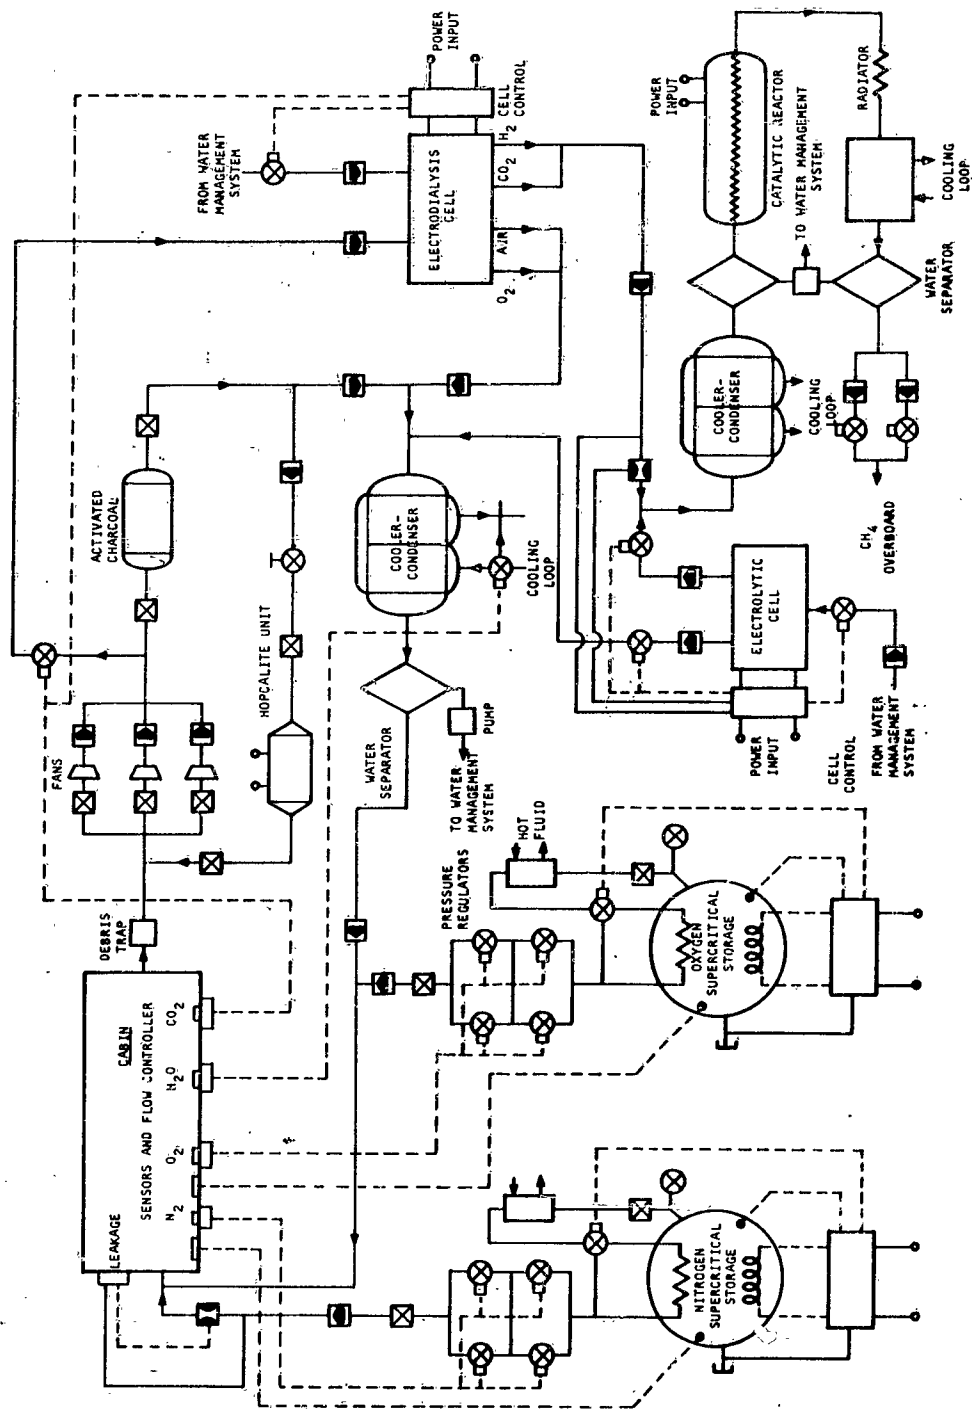 CABIN
SENSORS AND FLOW CONTROLLER
LEAKAGE
N2
O2
H2O
CO2
DEBRIS
TRAP
FANS
HOPCALITE UNIT
ACTIVATED
CHARCOAL
FROM WATER
MANAGEMENT
SYSTEM
POWER
INPUT
CELL
CONTROL
ELECTRODIALYSIS
CELL
O2
AIR
CO2
H2
COOLER-
CONDENSER
COOLING
LOOP
WATER
SEPARATOR
PUMP
TO WATER
MANAGEMENT
SYSTEM
POWER
INPUT
CATALYTIC REACTOR
TO WATER MANAGEMENT
SYSTEM
RADIATOR
COOLING
LOOP
WATER
SEPARATOR
COOLER-
CONDENSER
COOLING
LOOP
CH4
OVERBOARD
ELECTROLYTIC
CELL
POWER
INPUT
CELL
CONTROL
FROM WATER
MANAGEMENT
SYSTEM
PRESSURE
REGULATORS
HOT
FLUID
OXYGEN
SUPERCRITICAL
STORAGE
NITROGEN
SUPERCRITICAL
STORAGE